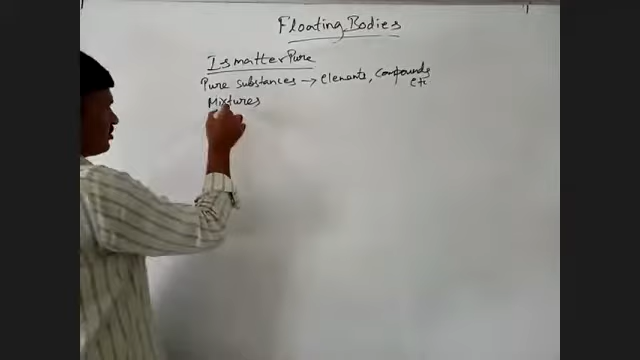 Floating Bodies
Is matter Pure
Pure substances → elements, compounds
etc
Mixtures